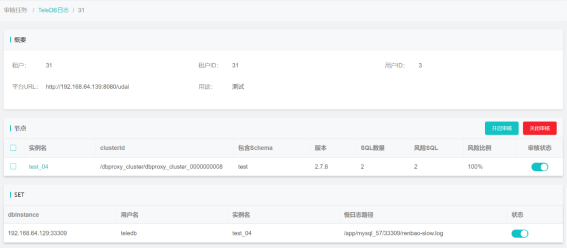 审核任务 / TeleDB日志 / 31
概要
租户: 31 租户ID: 31 用户ID: 3
平台URL: http://192.168.64.139:8080/udal 用途: 测试
节点 开启审核 关闭审核
实例名 clusterId 包含Schema 版本 SQL数量 风险SQL 风险比例 审核状态
test_04 /dbproxy_cluster/dbproxy_cluster_0000000008 test 2.7.6 2 2 100%
SET
dbInstance 用户名 实例名 慢日志路径 状态
192.168.64.129:33309 teledb test_04 /app/mysql_57/33309/renbao-slow.log